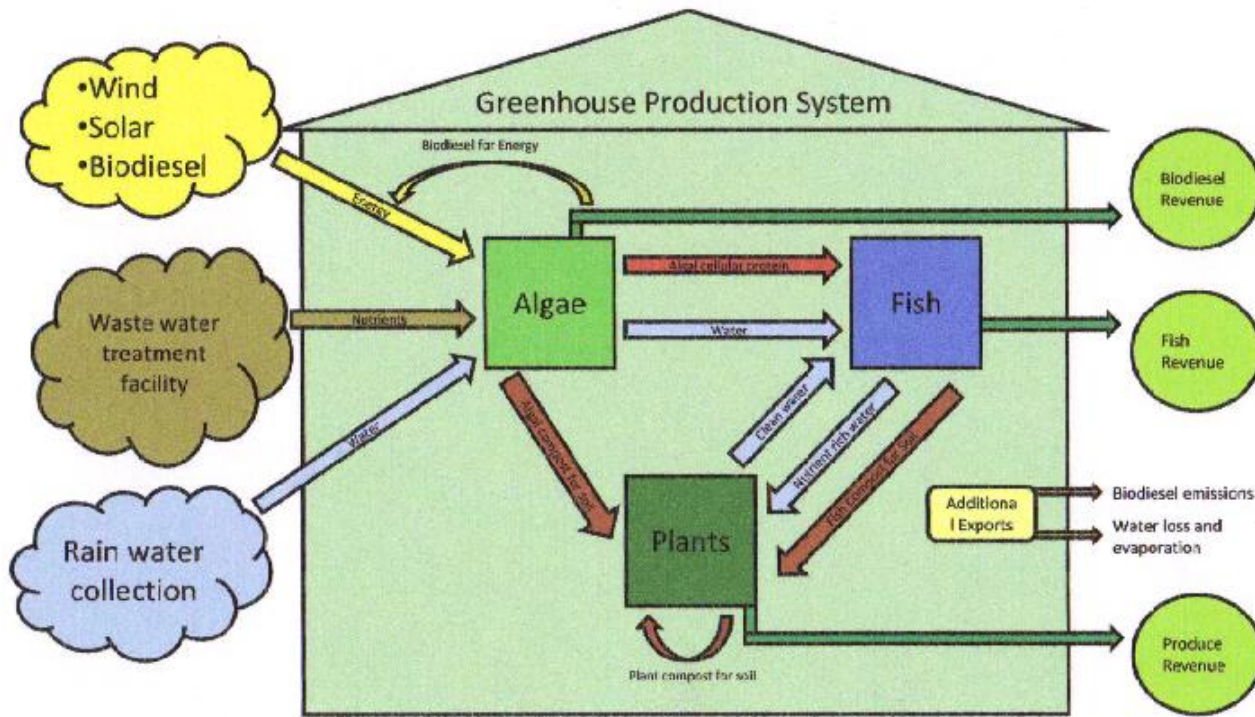 •Wind
•Solar
•Biodiesel
Greenhouse Production System
Biodiesel for Energy
Energy
Biodiesel
Revenue
Algae
Algal cellular protein
Fish
Waste water
treatment
facility
Nutrients
Water
Fish
Revenue
Water
Algal compost for soil
Clean water
Nutrient rich water
Fish Compost for Soil
Rain water
collection
Plants
Additiona
l Exports
Biodiesel emissions
Water loss and
evaporation
Plant compost for soil
Produce
Revenue